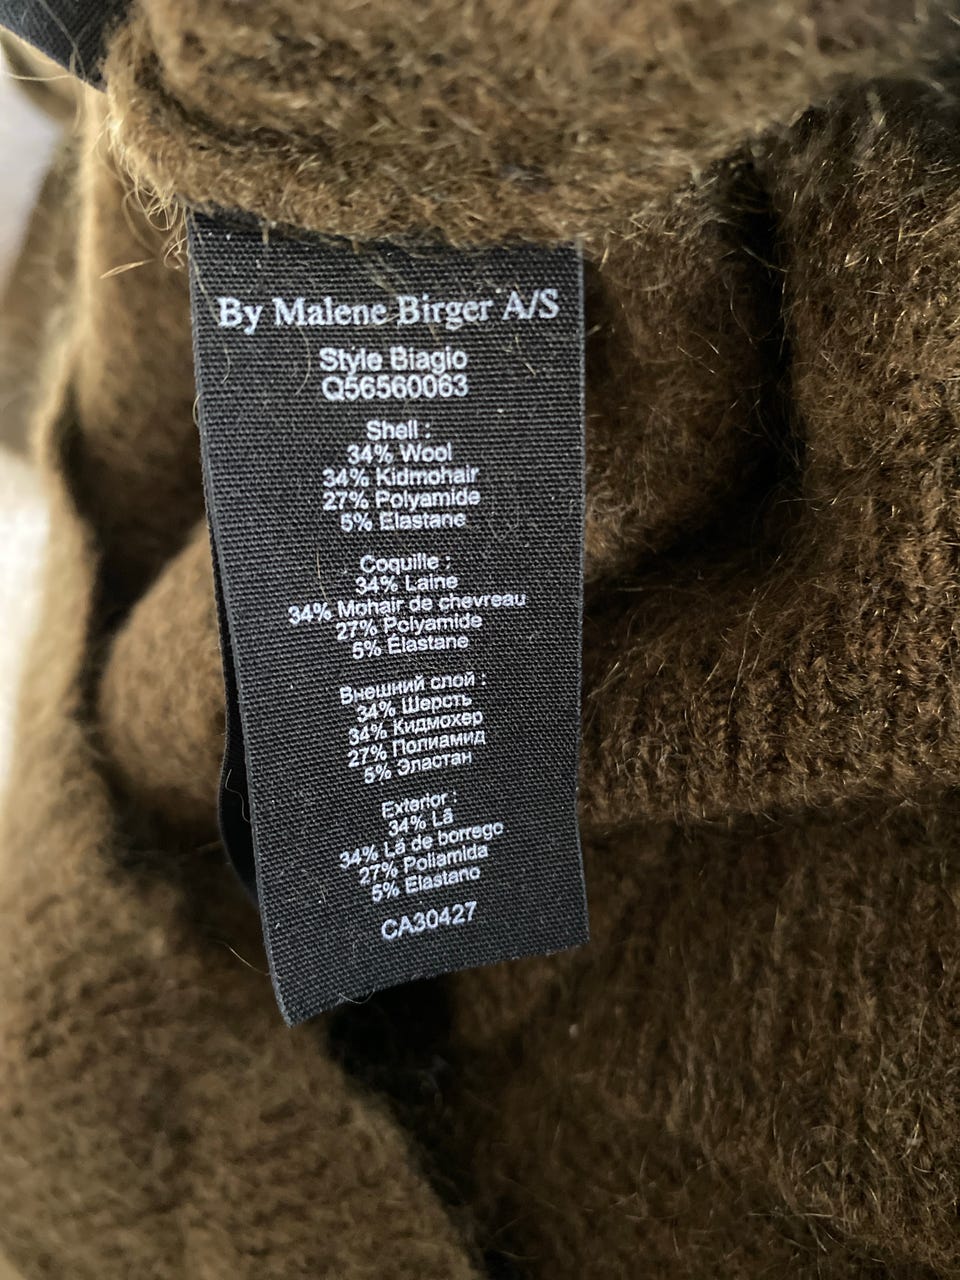 By Malene Birger A/S
Style Biagio
Q56560063
Shell :
34% Wool
34% Kidmohair
27% Polyamide
5% Elastane
Coquille :
34% Laine
34% Mohair de chevreau
27% Polyamide
5% Élastane
Внешний слой :
34% Шерсть
34% Кидмохер
27% Полиамид
5% Эластан
Exterior :
34% Lã
34% Lã de borrego
27% Poliamida
5% Elastano
CA30427